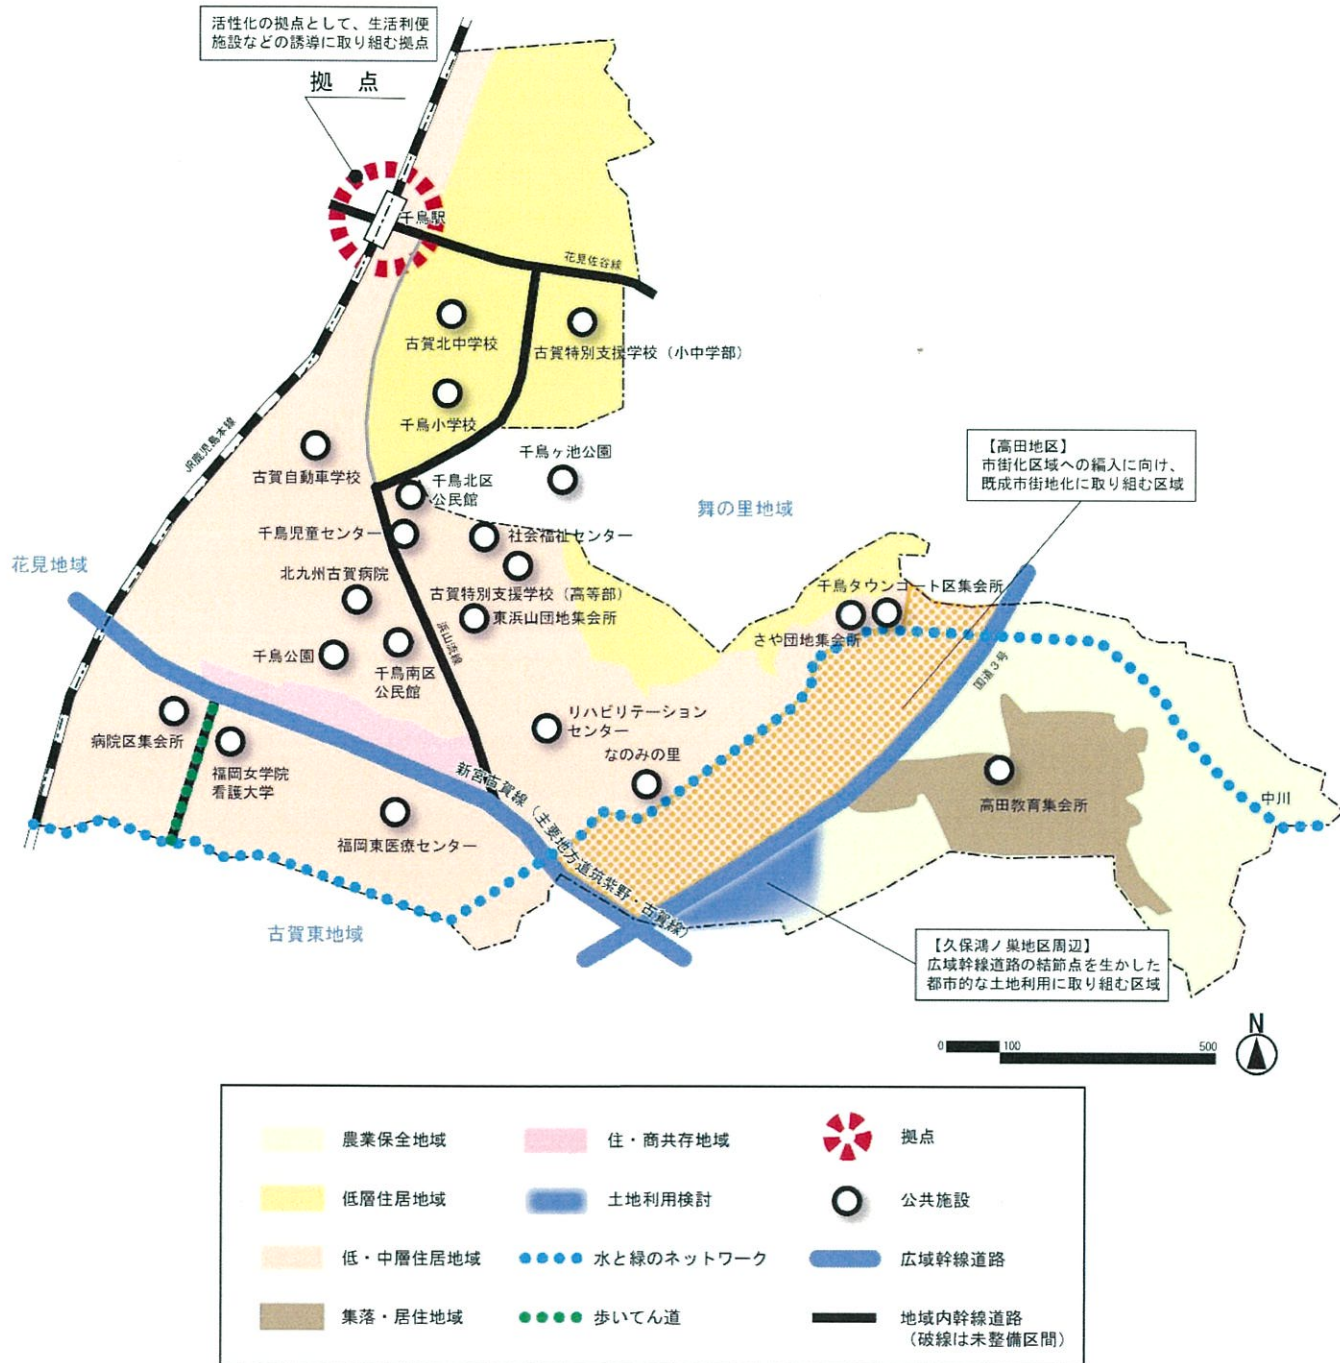 活性化の拠点として、生活利便
施設などの誘導に取り組む拠点
拠 点
千鳥駅
花見佐谷線
古賀北中学校
古賀特別支援学校（小中学部）
千鳥小学校
JR鹿児島本線
古賀自動車学校
千鳥北区
公民館
千鳥ヶ池公園
【高田地区】
市街化区域への編入に向け、
既成市街地化に取り組む区域
舞の里地域
千鳥児童センター
社会福祉センター
花見地域
北九州古賀病院
古賀特別支援学校（高等部）
千鳥タウンコート区集会所
東浜山団地集会所
さや団地集会所
浜山流線
千鳥公園
千鳥南区
公民館
国道3号
病院区集会所
福岡女学院
看護大学
リハビリテーション
センター
なのみの里
新宮古賀線（主要地方道筑紫野・古賀線）
高田教育集会所
中川
福岡東医療センター
古賀東地域
【久保鴻ノ巣地区周辺】
広域幹線道路の結節点を生かした
都市的な土地利用に取り組む区域
N
0 100 500
農業保全地域
住・商共存地域
拠点
低層住居地域
土地利用検討
公共施設
低・中層住居地域
水と緑のネットワーク
広域幹線道路
集落・居住地域
歩いてん道
地域内幹線道路
（破線は未整備区間）